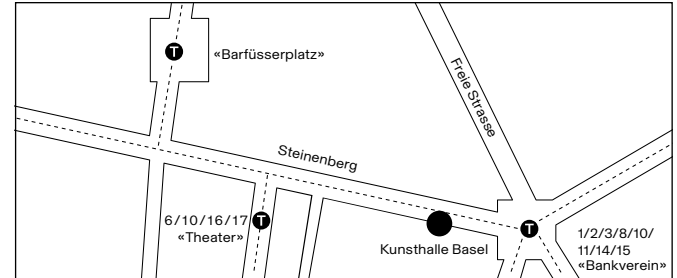 T
«Barfüsserplatz»
Freie Strasse
Steinenberg
6/10/16/17
«Theater»
T
Kunsthalle Basel
T
1/2/3/8/10/
11/14/15
«Bankverein»